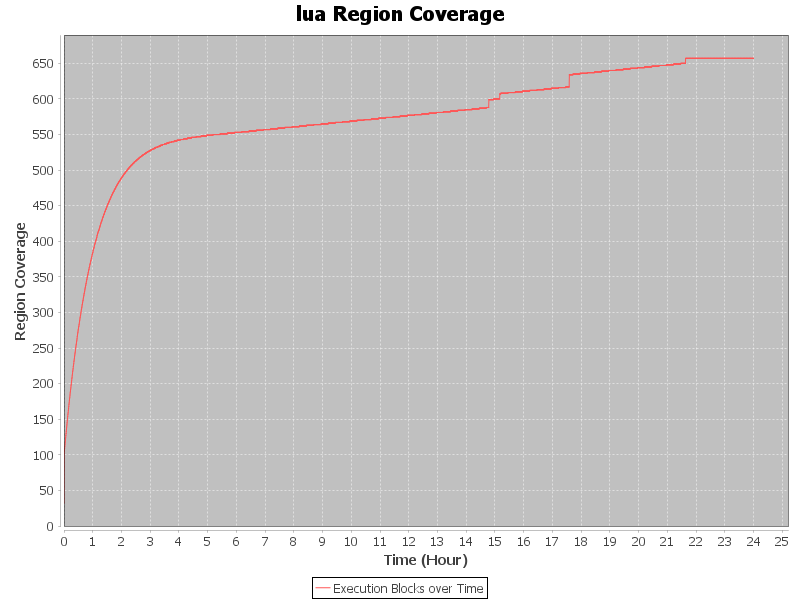 lua Region Coverage
650
600
550
500
450
400
350
300
250
200
150
100
50
0
Region Coverage
0 1 2 3 4 5 6 7 8 9 10 11 12 13 14 15 16 17 18 19 20 21 22 23 24 25
Time (Hour)
Execution Blocks over Time